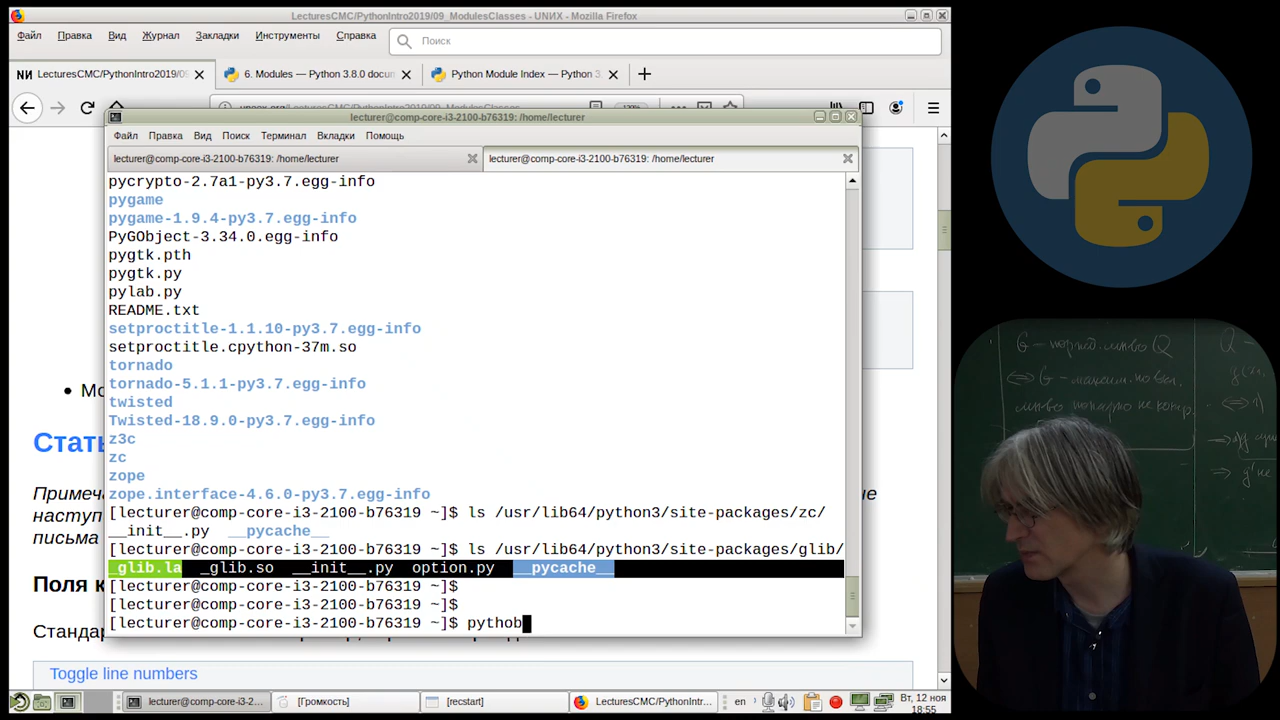 LecturesCMC/PythonIntro2019/09_ModulesClasses - UNИX - Mozilla Firefox
Файл Правка Вид Журнал Закладки Инструменты Справка
Поиск
LecturesCMC/PythonIntro2019/09
6. Modules — Python 3.8.0 docu
Python Module Index — Python 3.
lecturer@comp-core-i3-2100-b76319: /home/lecturer
Файл Правка Вид Поиск Терминал Вкладки Помощь
lecturer@comp-core-i3-2100-b76319: /home/lecturer
lecturer@comp-core-i3-2100-b76319: /home/lecturer
pycrypto-2.7a1-py3.7.egg-info
pygame
pygame-1.9.4-py3.7.egg-info
PyGObject-3.34.0.egg-info
pygtk.pth
pygtk.py
pylab.py
README.txt
setproctitle-1.1.10-py3.7.egg-info
setproctitle.cpython-37m.so
tornado
tornado-5.1.1-py3.7.egg-info
twisted
Twisted-18.9.0-py3.7.egg-info
z3c
zc
zope
zope.interface-4.6.0-py3.7.egg-info
[lecturer@comp-core-i3-2100-b76319 ~]$ ls /usr/lib64/python3/site-packages/zc/
__init__.py __pycache__
[lecturer@comp-core-i3-2100-b76319 ~]$ ls /usr/lib64/python3/site-packages/glib/
_glib.la _glib.so __init__.py option.py __pycache__
[lecturer@comp-core-i3-2100-b76319 ~]$
[lecturer@comp-core-i3-2100-b76319 ~]$
[lecturer@comp-core-i3-2100-b76319 ~]$ pythob
Мо
Стать
Примеча
ие
наступ
письма
Поля к
Стандар
Toggle line numbers
lecturer@comp-core-i3-2...
[Громкость]
[recstart]
LecturesCMC/PythonIntr...
en
Вт, 12 ноя
18:55